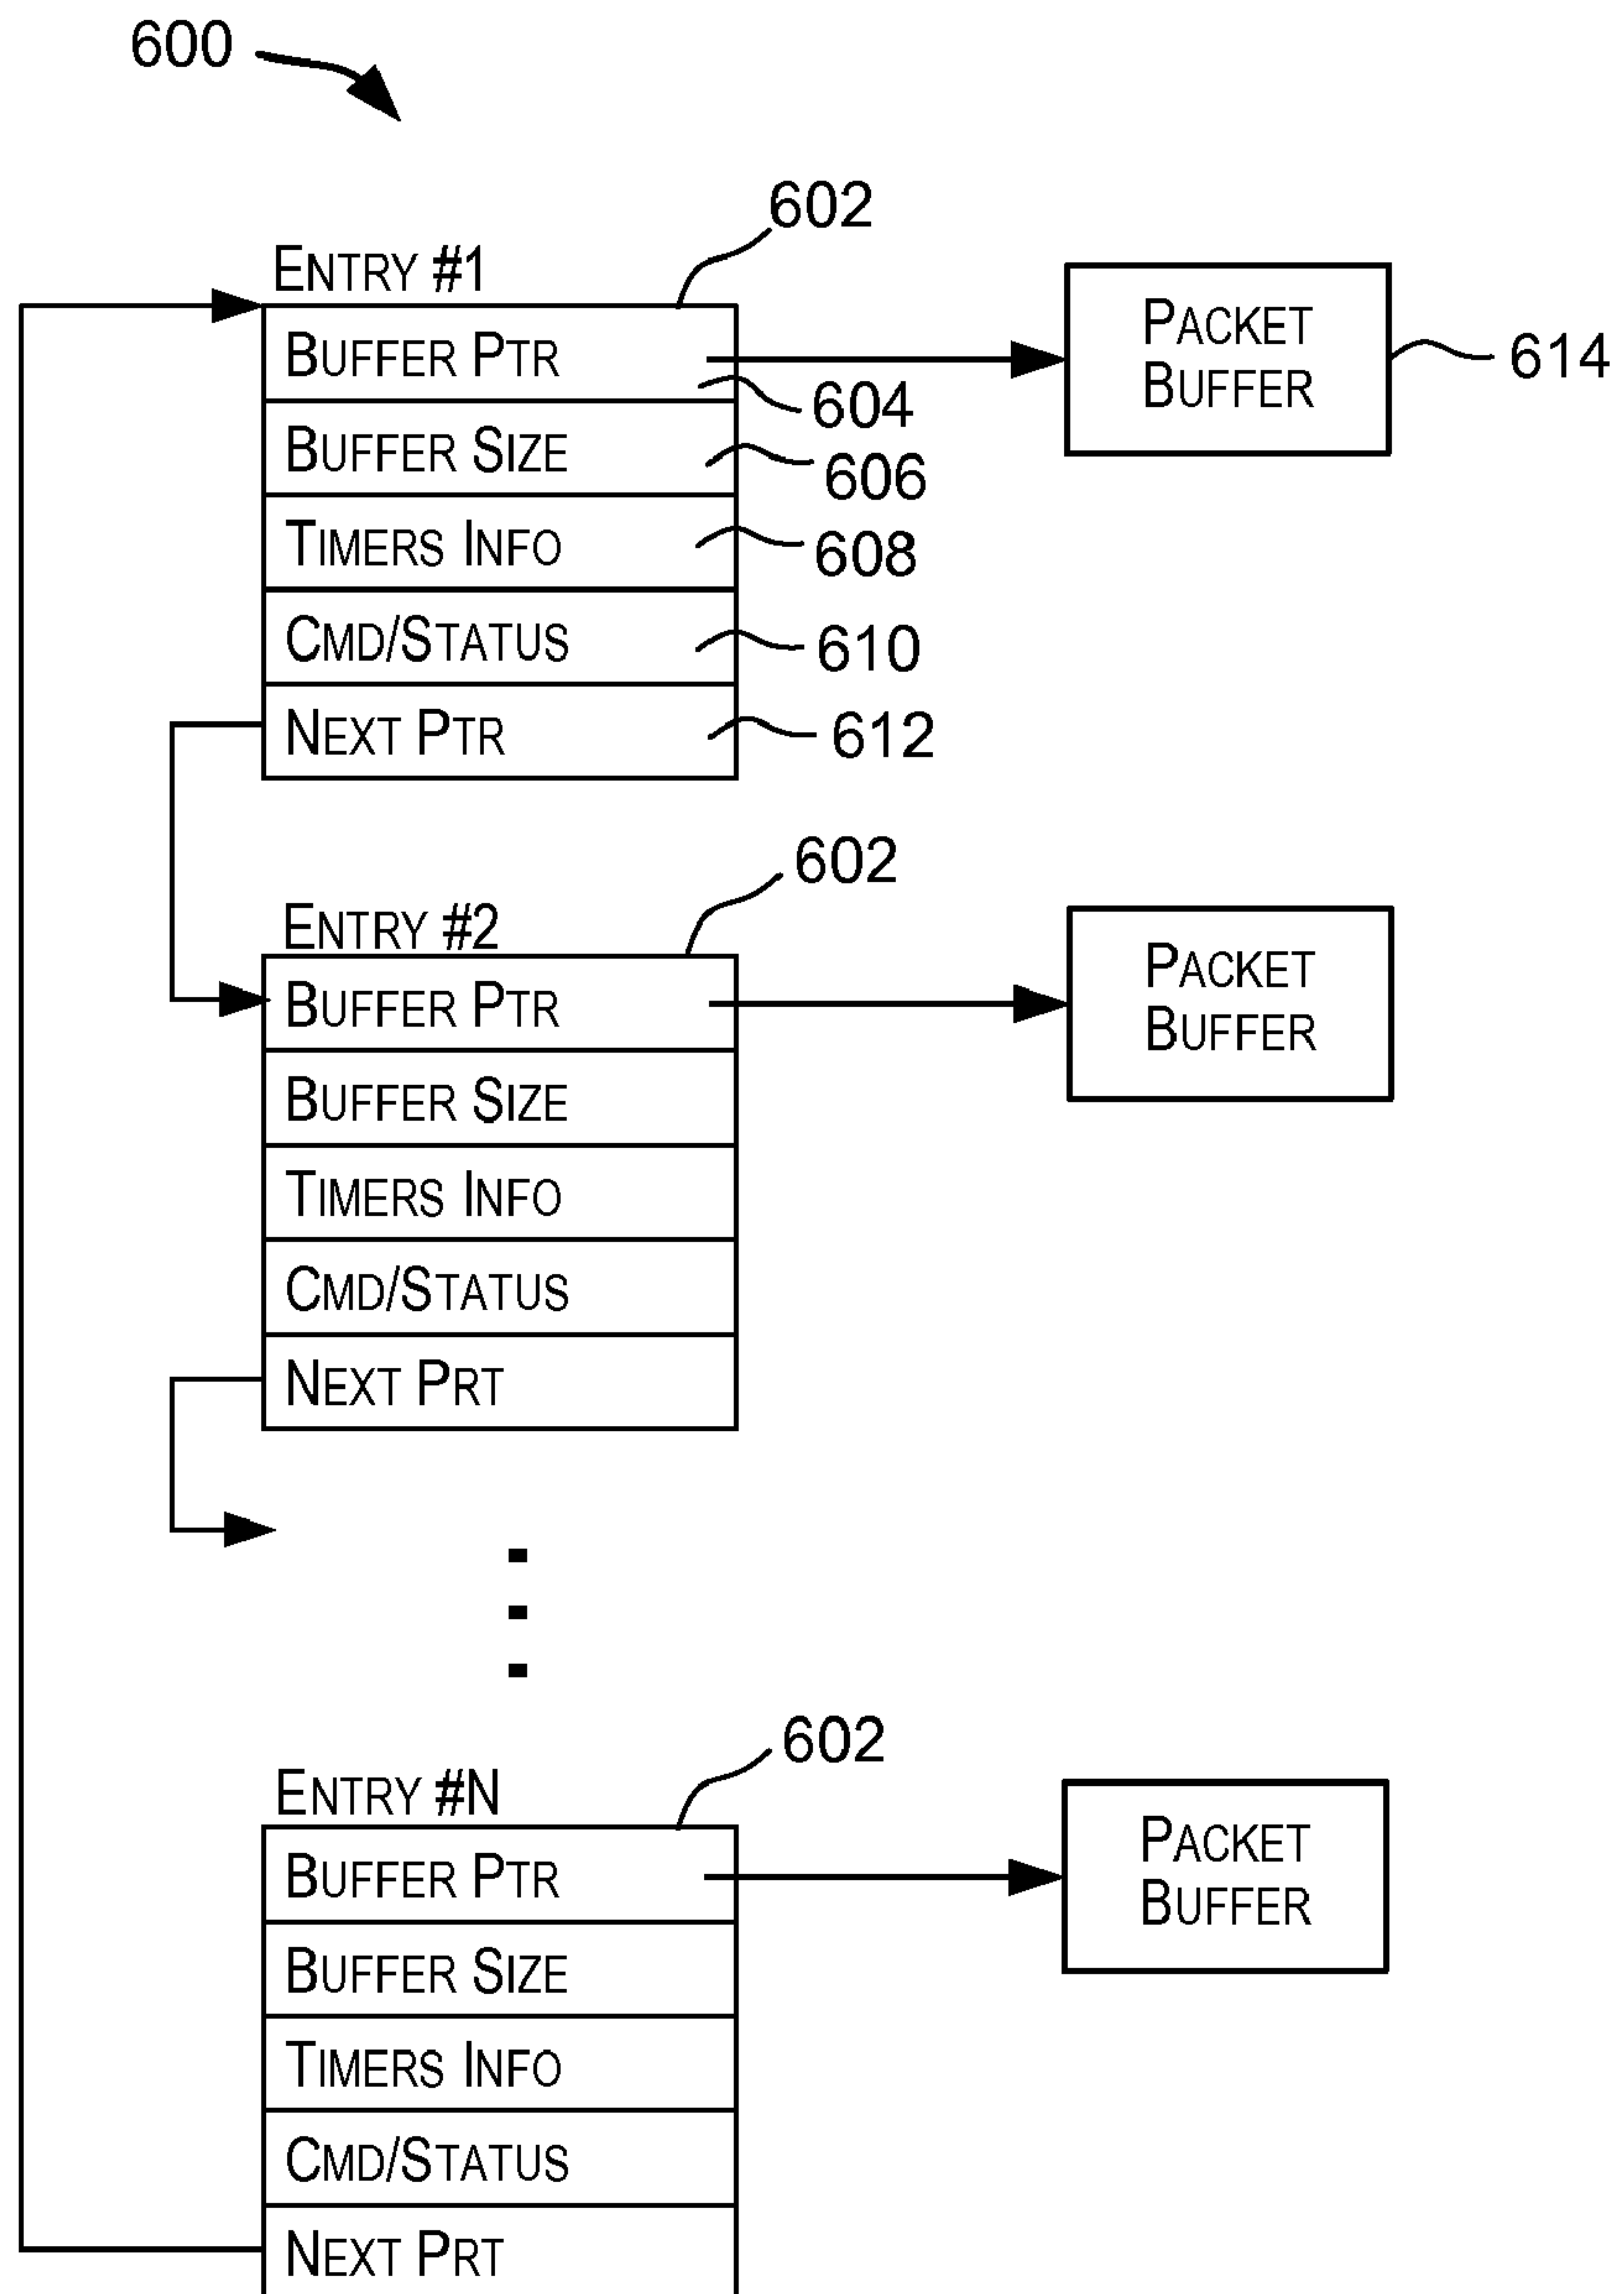 600
602
ENTRY #1
BUFFER PTR
604
PACKET
BUFFER
614
BUFFER SIZE
606
TIMERS INFO
608
CMD/STATUS
610
NEXT PTR
612
602
ENTRY #2
BUFFER PTR
PACKET
BUFFER
BUFFER SIZE
TIMERS INFO
CMD/STATUS
NEXT PRT
602
ENTRY #N
BUFFER PTR
PACKET
BUFFER
BUFFER SIZE
TIMERS INFO
CMD/STATUS
NEXT PRT